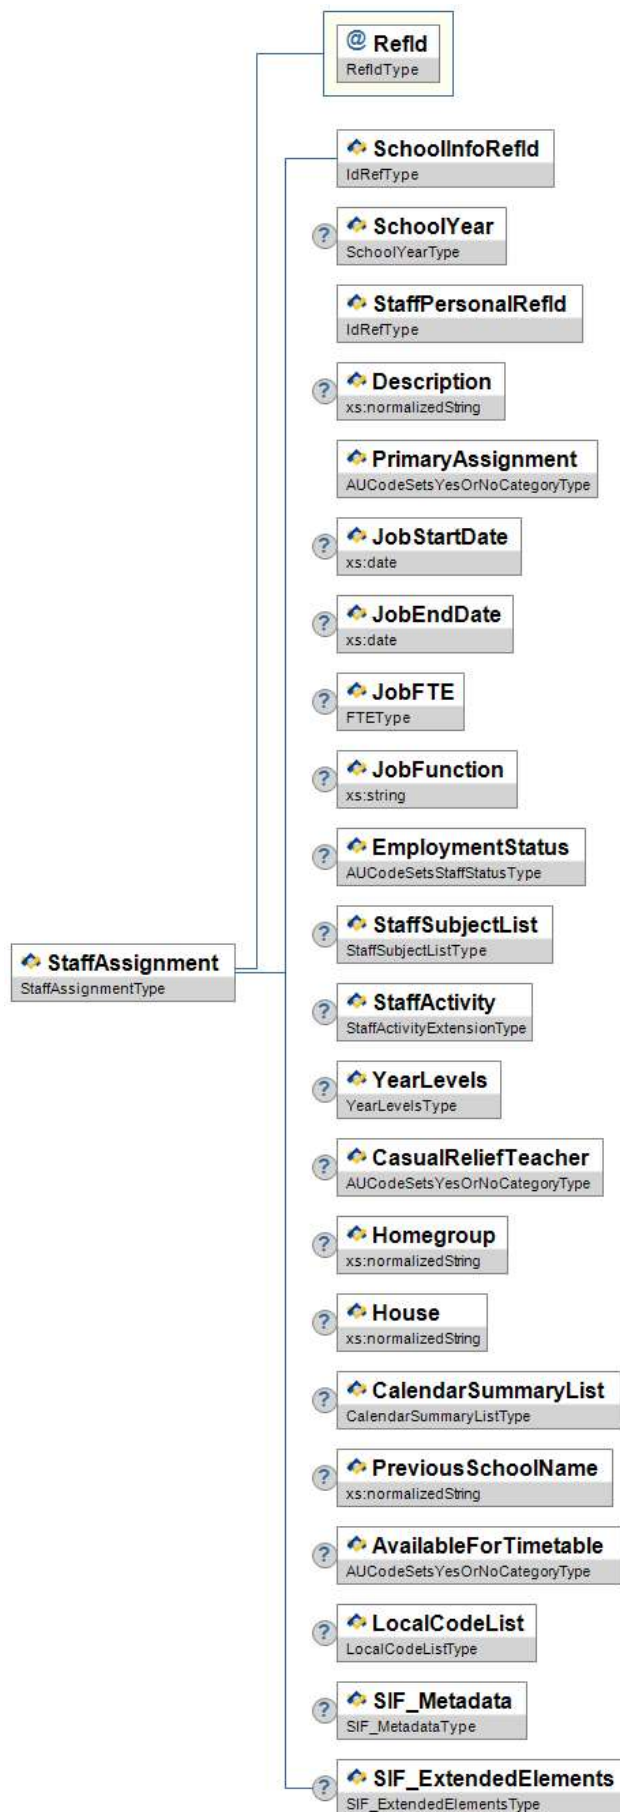 @ RefId
RefIdType
SchoolInfoRefId
IdRefType
? SchoolYear
SchoolYearType
StaffPersonalRefId
IdRefType
? Description
xs:normalizedString
PrimaryAssignment
AUCodeSetsYesOrNoCategoryType
? JobStartDate
xs:date
? JobEndDate
xs:date
? JobFTE
FTEType
? JobFunction
xs:string
? EmploymentStatus
AUCodeSetsStaffStatusType
? StaffSubjectList
StaffSubjectListType
StaffAssignment
StaffAssignmentType
? StaffActivity
StaffActivityExtensionType
? YearLevels
YearLevelsType
? CasualReliefTeacher
AUCodeSetsYesOrNoCategoryType
? Homegroup
xs:normalizedString
? House
xs:normalizedString
? CalendarSummaryList
CalendarSummaryListType
? PreviousSchoolName
xs:normalizedString
? AvailableForTimetable
AUCodeSetsYesOrNoCategoryType
? LocalCodeList
LocalCodeListType
? SIF_Metadata
SIF_MetadataType
? SIF_ExtendedElements
SIF_ExtendedElementsType